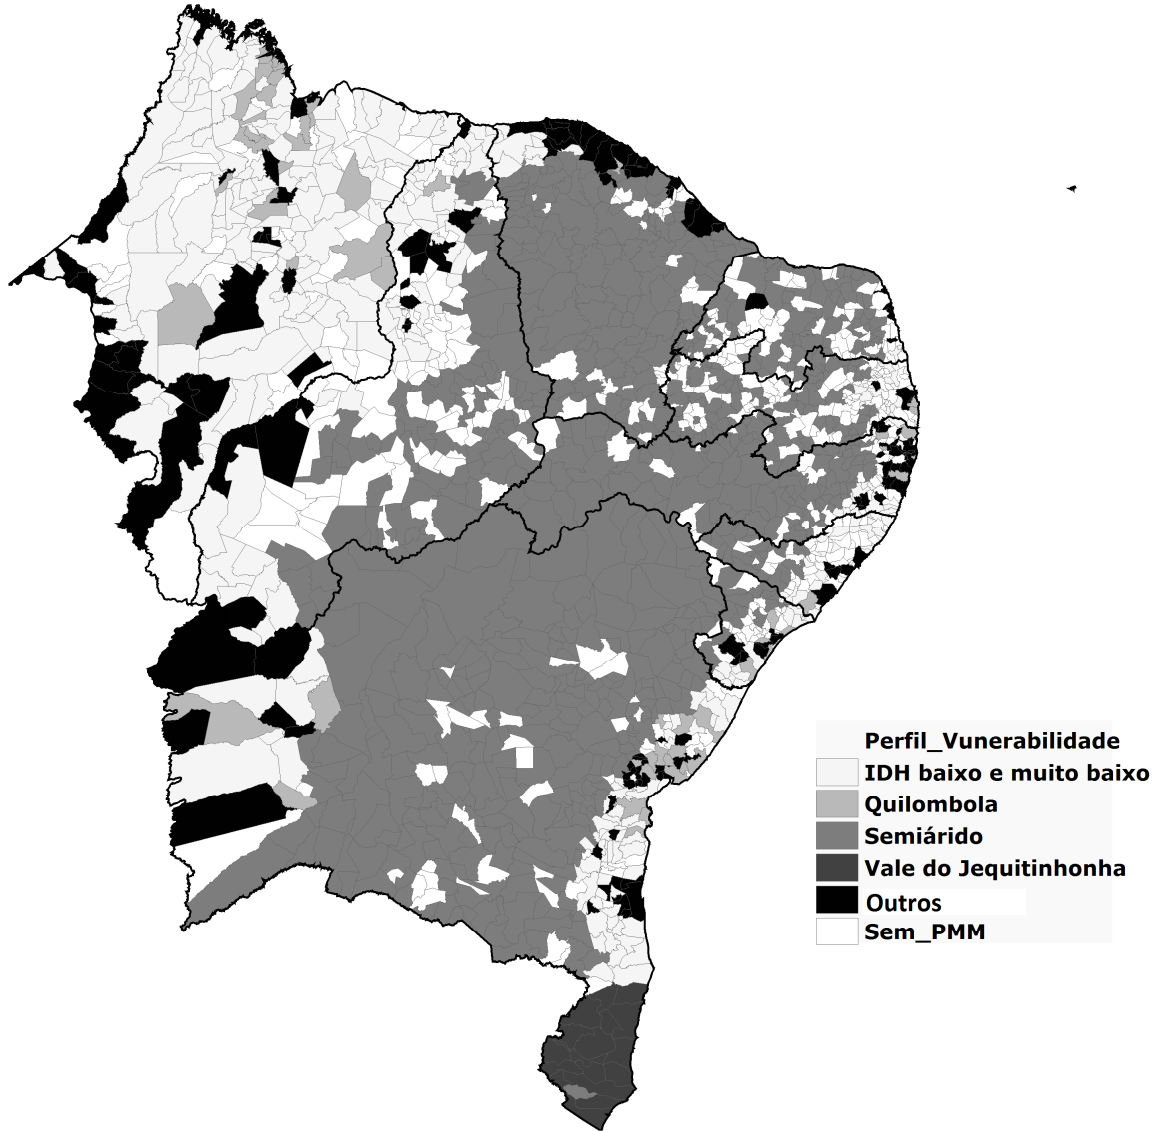 Perfil_Vunerabilidade
IDH baixo e muito baixo
Quilombola
Semiárido
Vale do Jequitinhonha
Outros
Sem_PMM